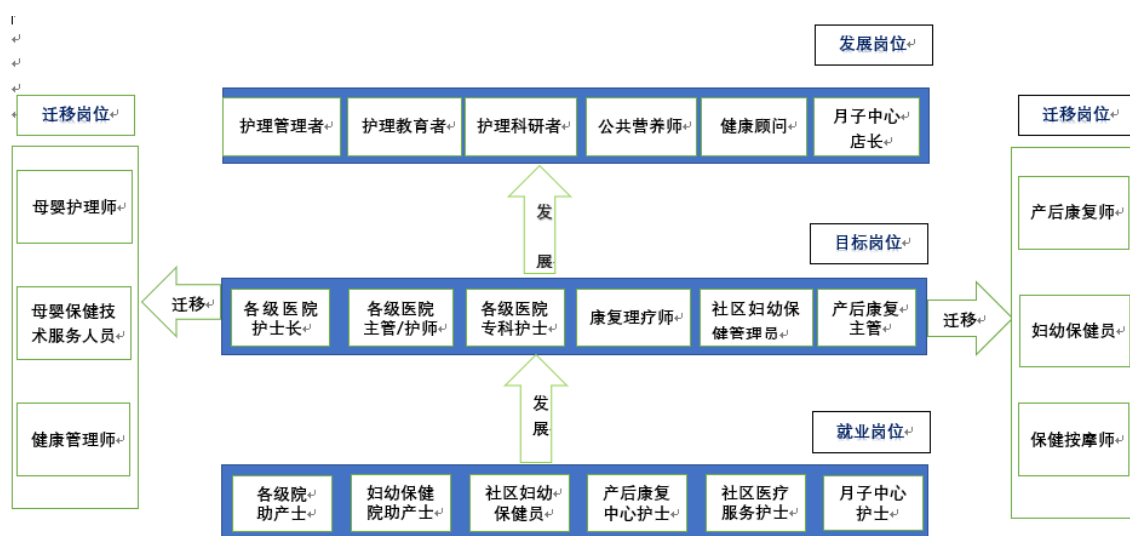 发展岗位
迁移岗位
迁移岗位
护理管理者
护理教育者
护理科研者
公共营养师
健康顾问
月子中心
店长
发
展
目标岗位
母婴护理师
母婴保健技
术服务人员
健康管理师
迁移
各级医院
护士长
各级医院
主管/护师
各级医院
专科护士
康复理疗师
社区妇幼保
健管理员
产后康复
主管
迁移
产后康复师
妇幼保健员
保健按摩师
发
展
就业岗位
各级院
助产士
妇幼保健
院助产士
社区妇幼
保健员
产后康复
中心护士
社区医疗
服务护士
月子中心
护士